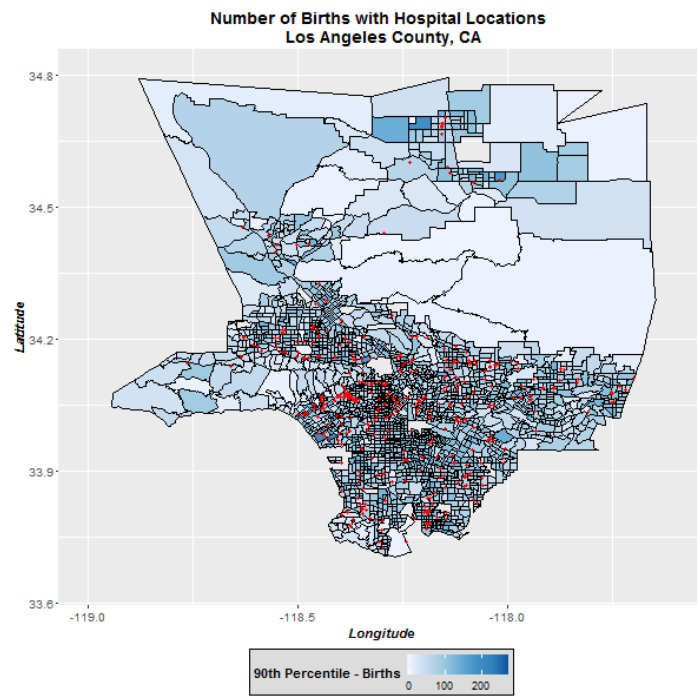 Number of Births with Hospital Locations
Los Angeles County, CA
34.8
34.5
34.2
33.9
33.6
Latitude
-119.0
-118.5
-118.0
Longitude
90th Percentile - Births
0
100
200